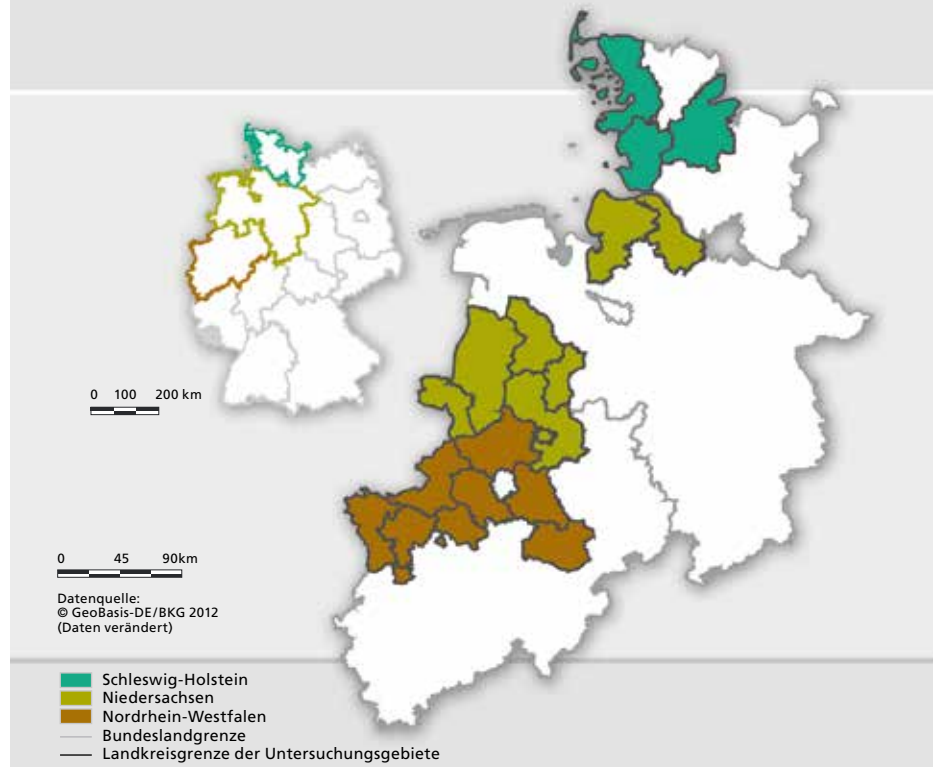 0 100 200 km
0 45 90km
Datenquelle:
© GeoBasis-DE/BKG 2012
(Daten verändert)
Schleswig-Holstein
Niedersachsen
Nordrhein-Westfalen
Bundeslandgrenze
Landkreisgrenze der Untersuchungsgebiete